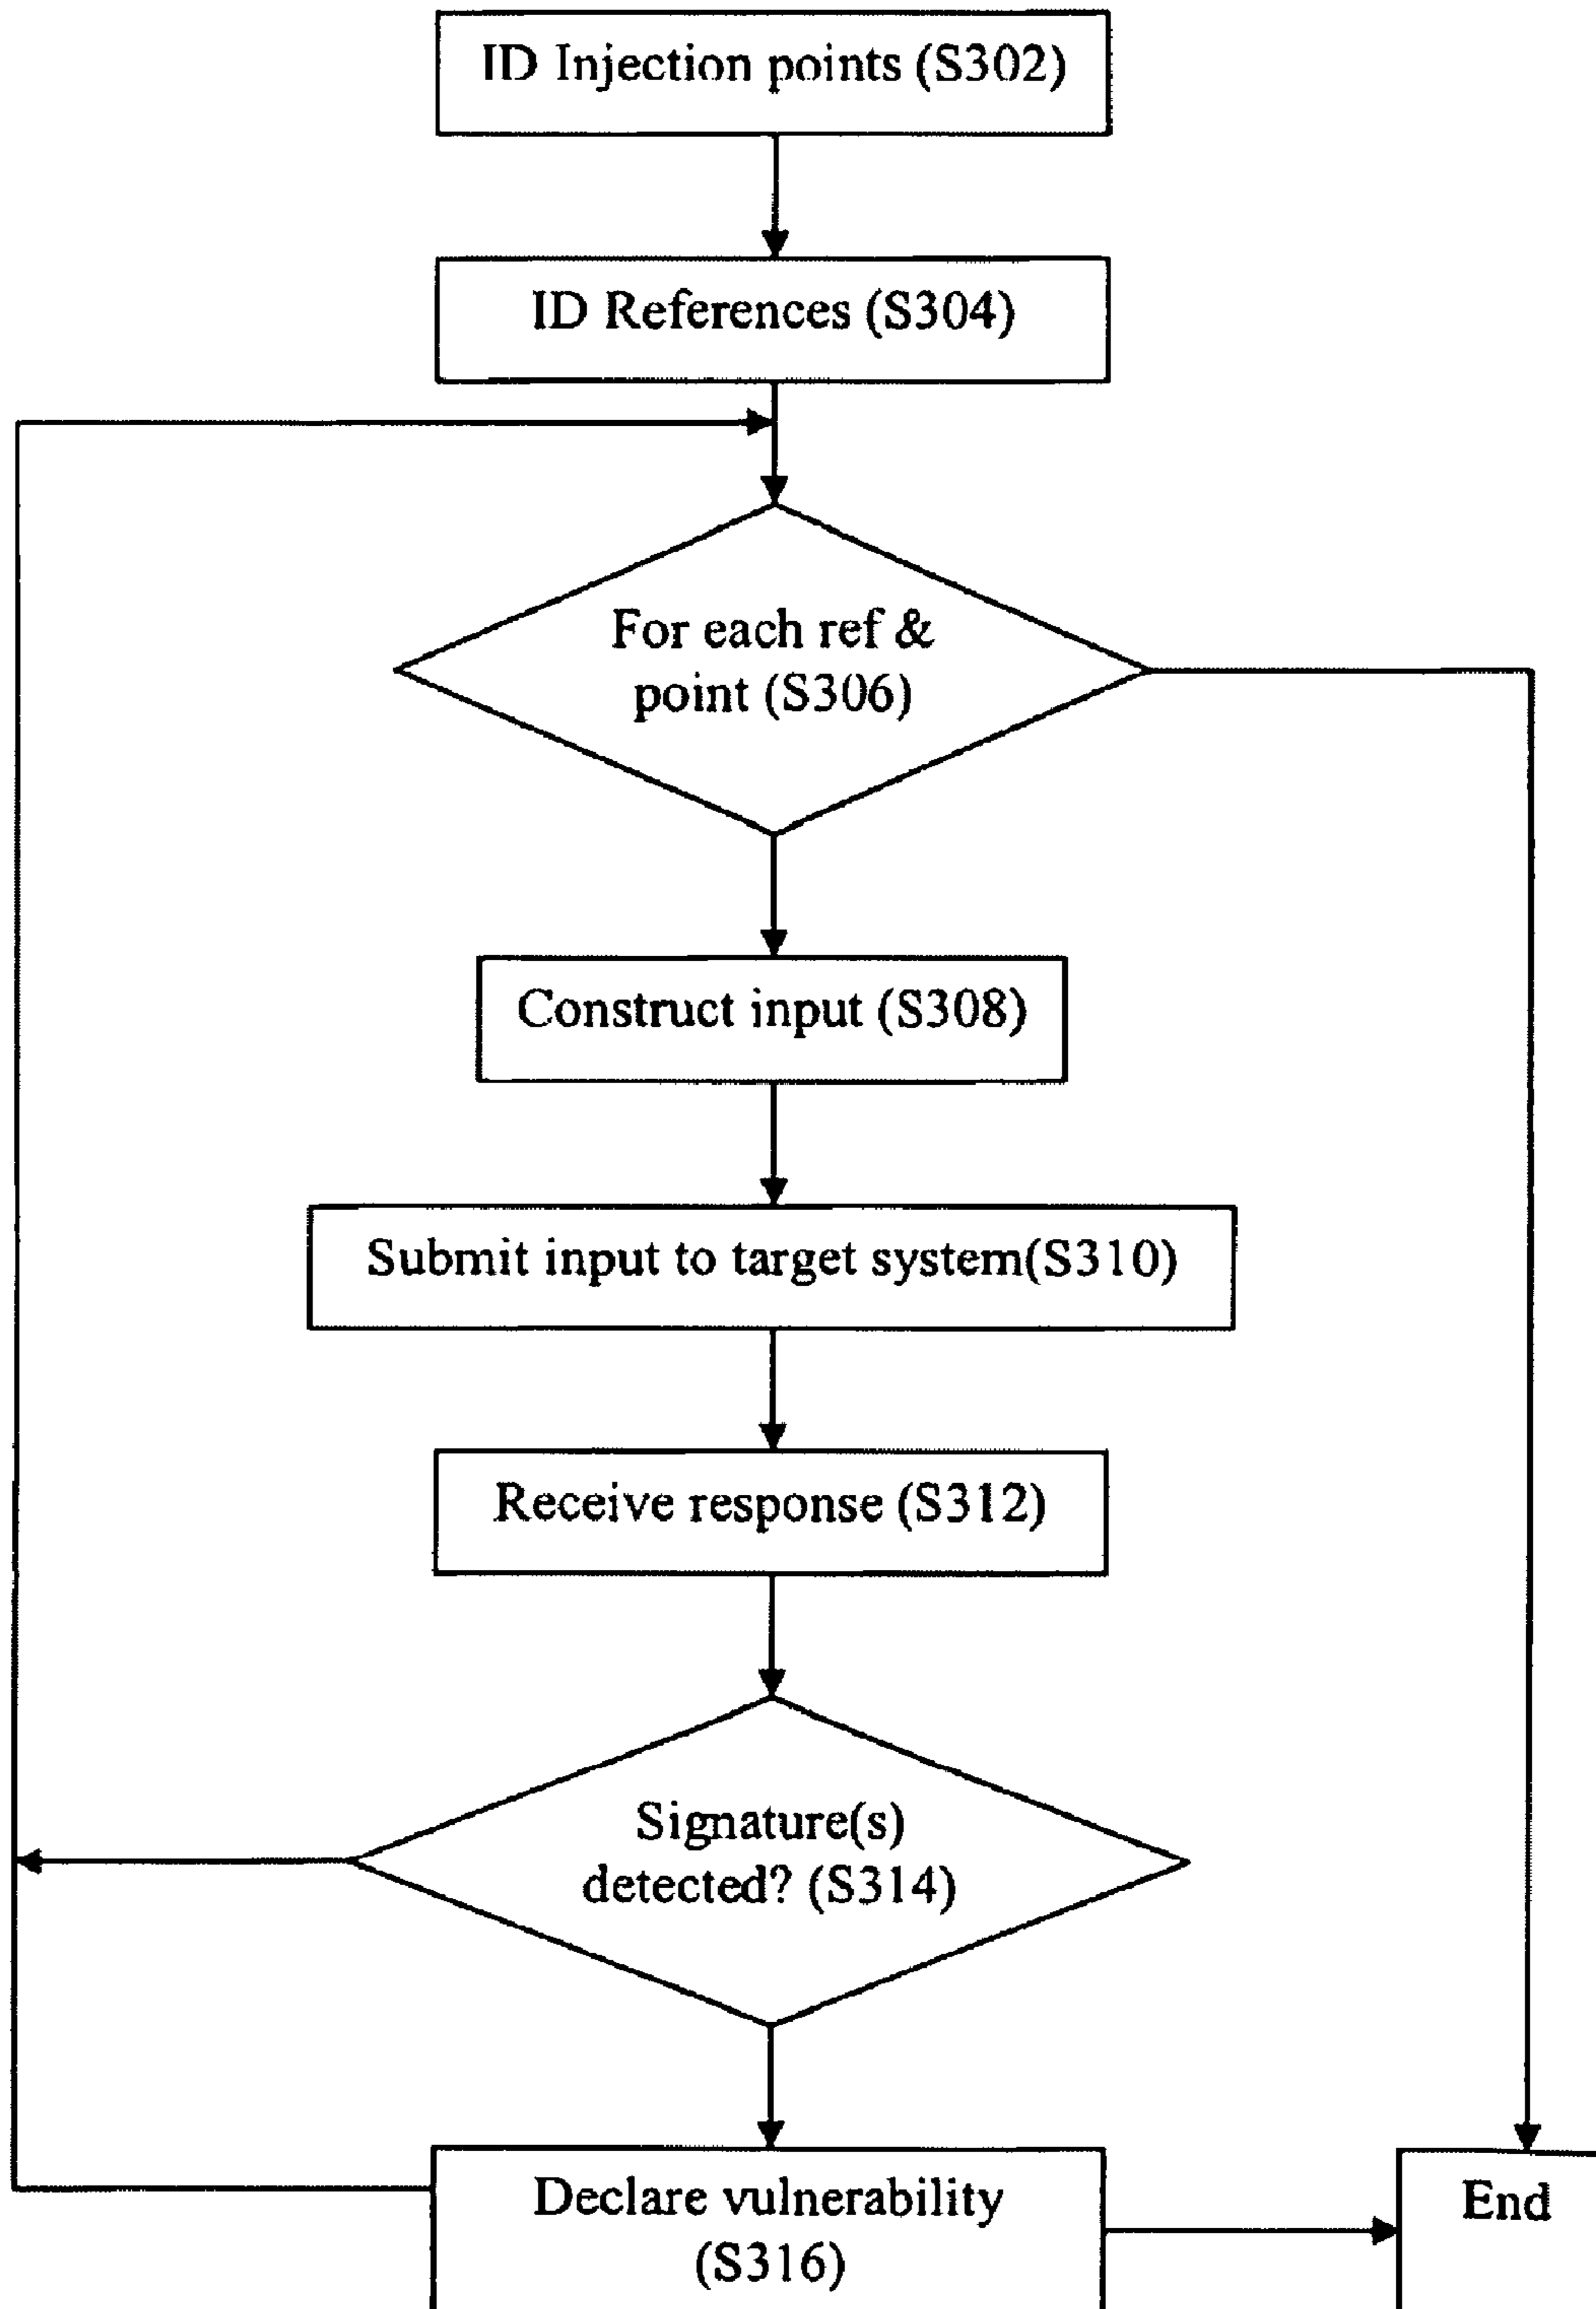 ID Injection points (S302)
ID References (S304)
For each ref &
point (S306)
Construct input (S308)
Submit input to target system(S310)
Receive response (S312)
Signature(s)
detected? (S314)
Declare vulnerability
(S316)
End